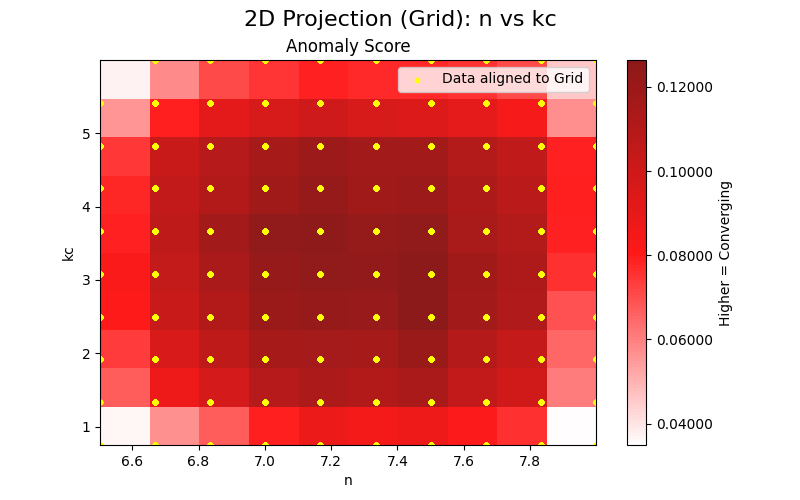 2D Projection (Grid): n vs kc
Anomaly Score
Data aligned to Grid
5
4
3
2
1
kc
6.6 6.8 7.0 7.2 7.4 7.6 7.8
n
0.12000
0.10000
0.08000
0.06000
0.04000
Higher = Converging